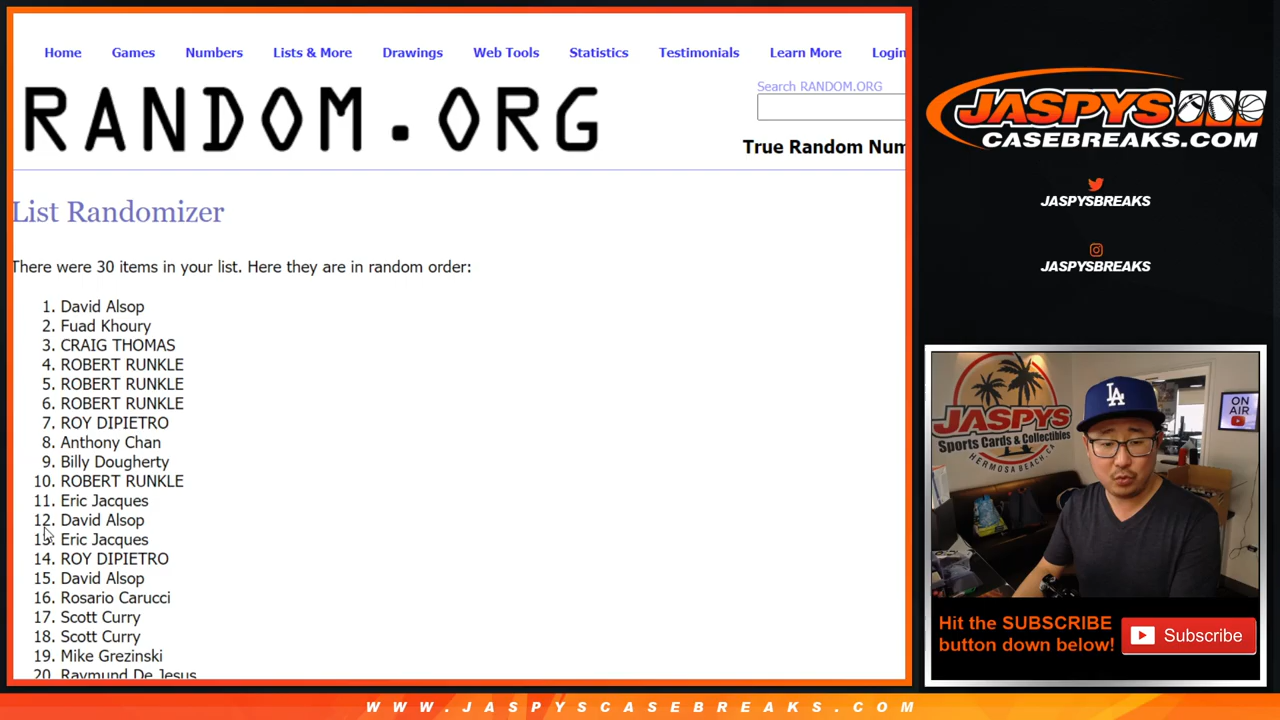 Home Games Numbers Lists & More Drawings Web Tools Statistics Testimonials Learn More Login
RANDOM.ORG
Search RANDOM.ORG
True Random Num
List Randomizer
There were 30 items in your list. Here they are in random order:
1. David Alsop
2. Fuad Khoury
3. CRAIG THOMAS
4. ROBERT RUNKLE
5. ROBERT RUNKLE
6. ROBERT RUNKLE
7. ROY DIPIETRO
8. Anthony Chan
9. Billy Dougherty
10. ROBERT RUNKLE
11. Eric Jacques
12. David Alsop
13. Eric Jacques
14. ROY DIPIETRO
15. David Alsop
16. Rosario Carucci
17. Scott Curry
18. Scott Curry
19. Mike Grezinski
20. Raymund De Jesus
JASPYS
CASEBREAKS.COM
JASPYSBREAKS
JASPYSBREAKS
JASPYS
Sports Cards & Collectibles
HERMOSA BEACH, CA
LA
ON
AIR
Hit the SUBSCRIBE
button down below!
Subscribe
WWW.JASPYSCASEBREAKS.COM